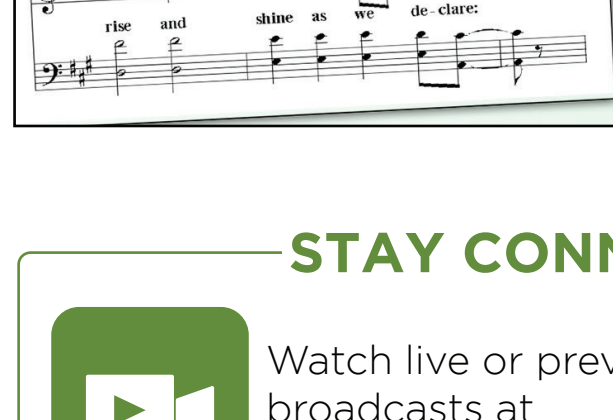 rise and shine as we de-clare:
STAY CONN
Watch live or prev
broadcasts at